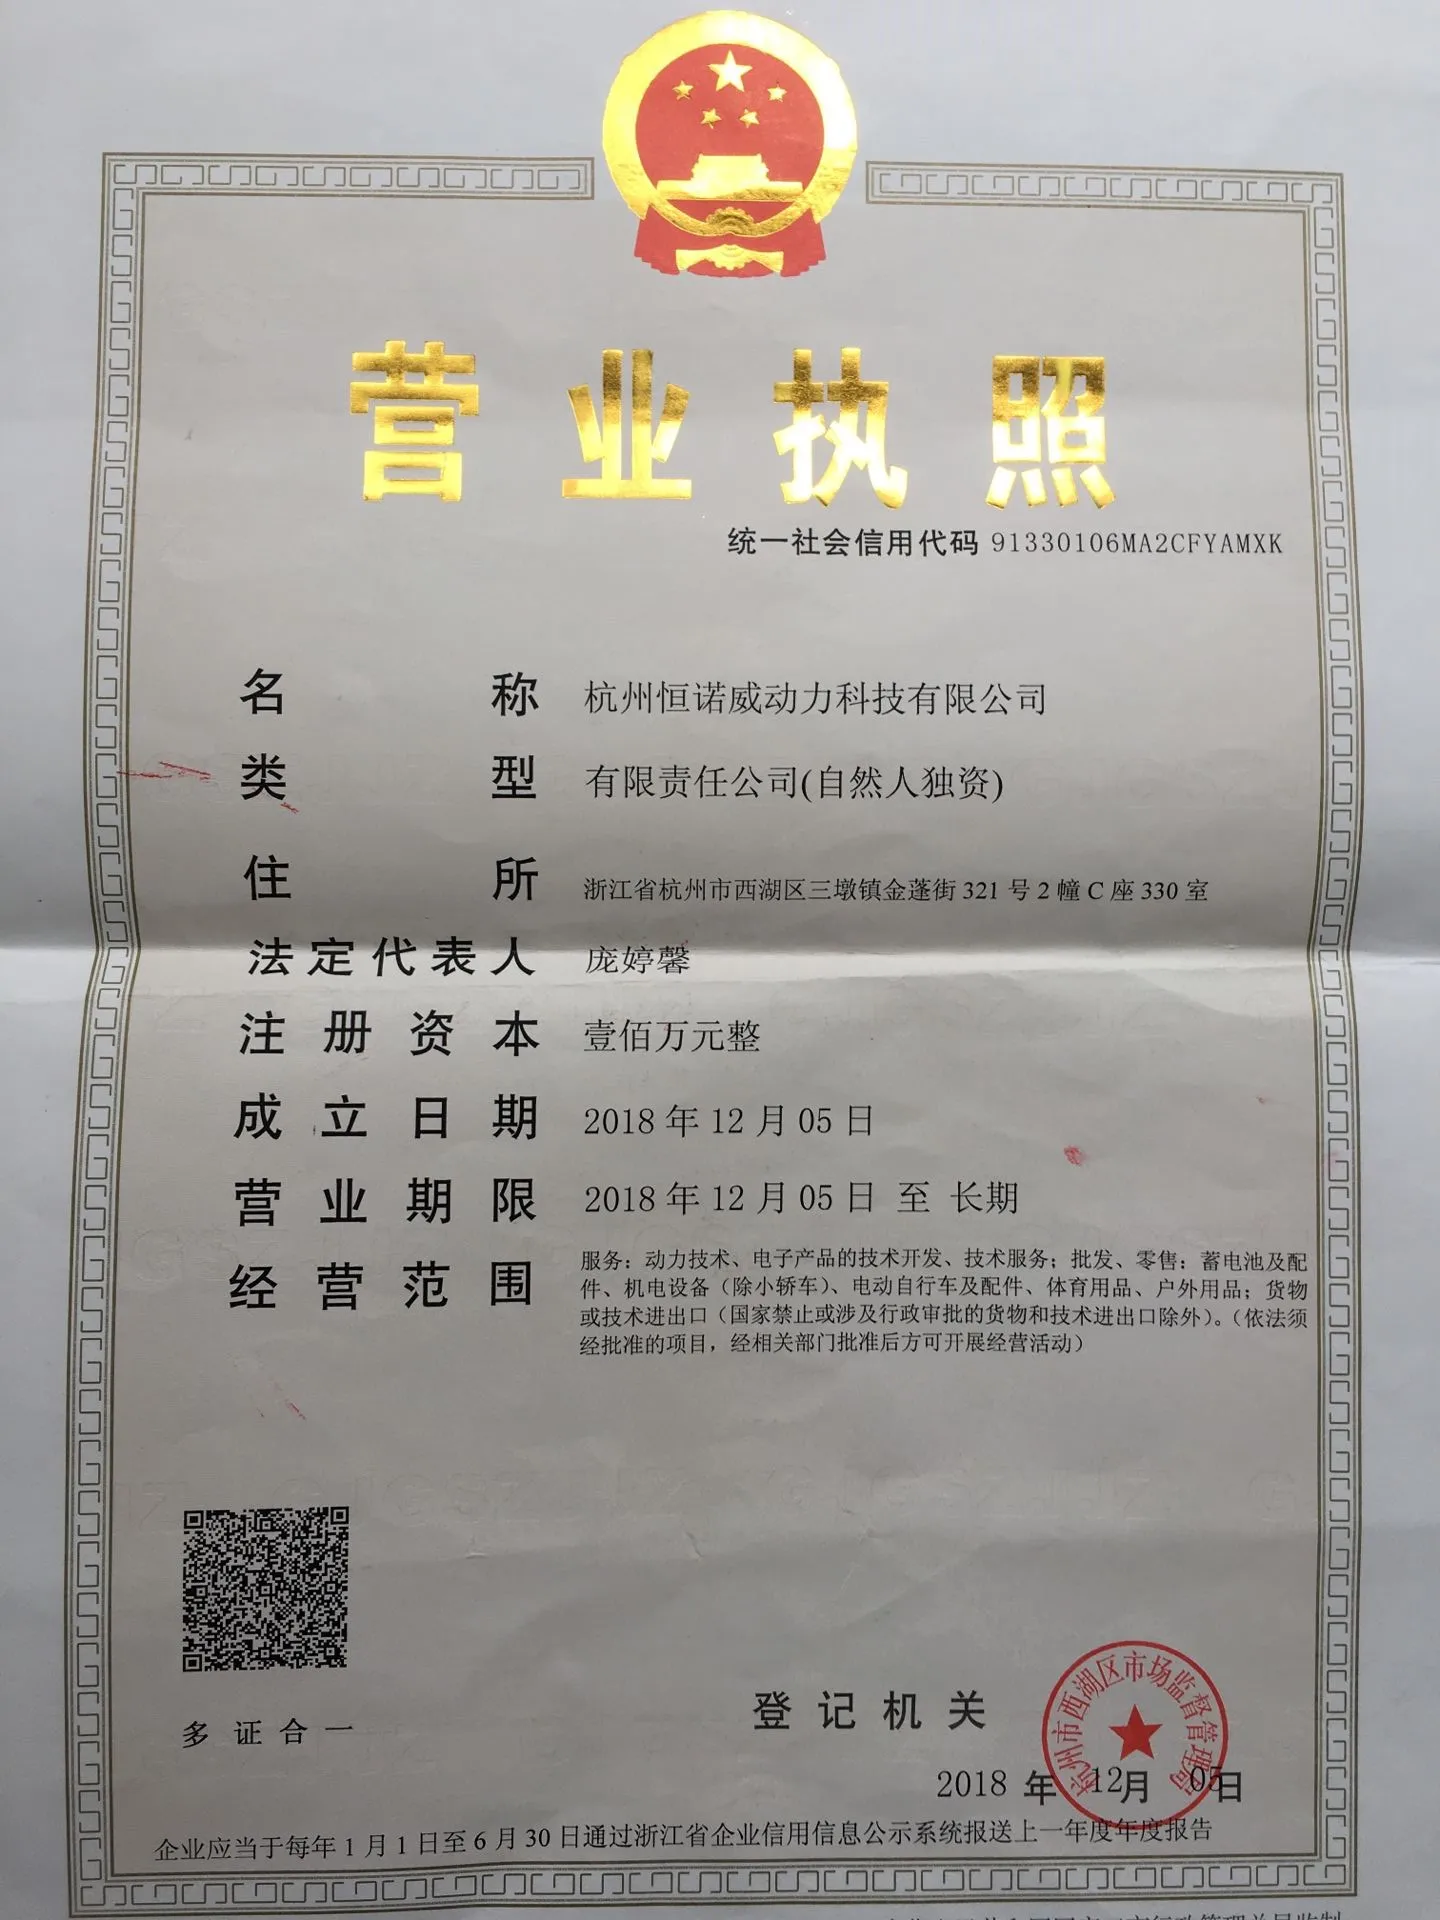 营业执照
统一社会信用代码 91330106MA2CFYAMXK
名称 杭州恒诺威动力科技有限公司
类型 有限责任公司(自然人独资)
住所 浙江省杭州市西湖区三墩镇金蓬街321号2幢C座330室
法定代表人 庞婷馨
注册资本 壹佰万元整
成立日期 2018年12月05日
营业期限 2018年12月05日 至 长期
经营范围 服务：动力技术、电子产品的技术开发、技术服务；批发、零售：蓄电池及配
件、机电设备（除小轿车）、电动自行车及配件、体育用品、户外用品；货物
或技术进出口（国家禁止或涉及行政审批的货物和技术进出口除外）。（依法须
经批准的项目，经相关部门批准后方可开展经营活动）
多证合一
登记机关
杭州市西湖区市场监督管理局
2018年12月05日
企业应当于每年1月1日至6月30日通过浙江省企业信用信息公示系统报送上一年度年度报告